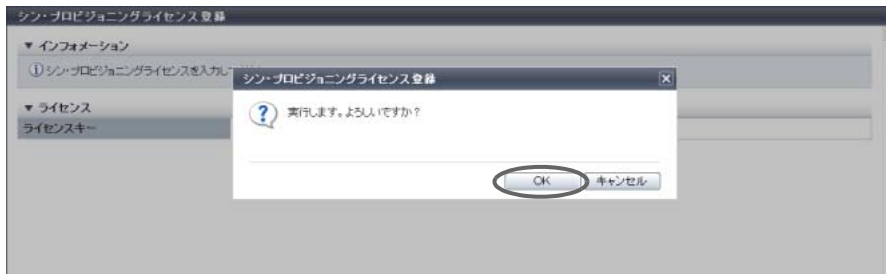 シン・プロビジョニングライセンス登録
▼ インフォメーション
シン・プロビジョニングライセンスを入力し
シン・プロビジョニングライセンス登録
実行します。よろしいですか？
▼ ライセンス
ライセンスキー
OK キャンセル